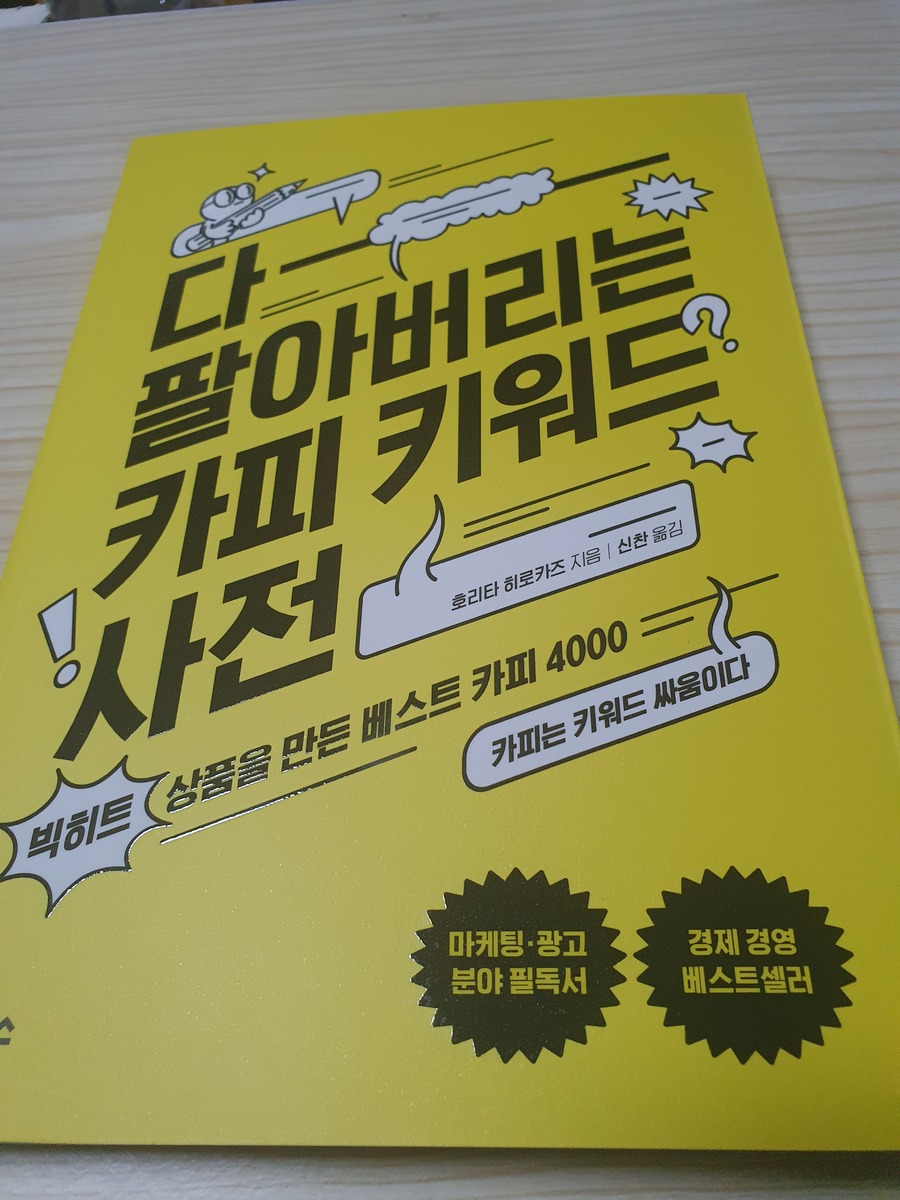 다
팔아버리는
카피 키워드
사전
호리타 히로카즈 지음 | 신찬 옮김
빅히트 상품을 만든 베스트 카피 4000
카피는 키워드 싸움이다
마케팅·광고
분야 필독서
경제 경영
베스트셀러
스